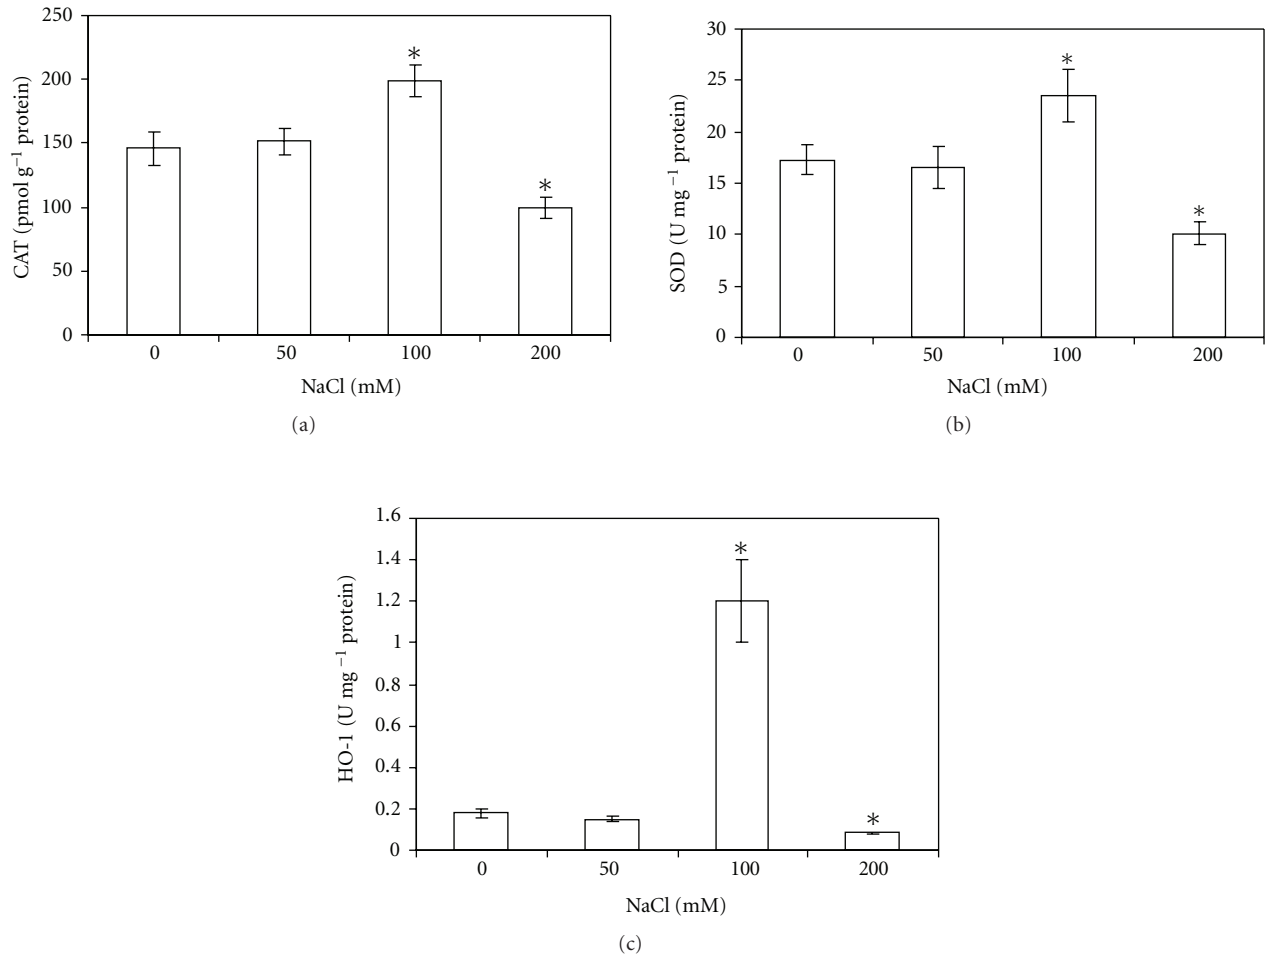 250
200
150
100
50
0
CAT (pmol g⁻¹ protein)
*
*
0 50 100 200
NaCl (mM)
(a)
30
25
20
15
10
5
0
SOD (U mg⁻¹ protein)
*
*
0 50 100 200
NaCl (mM)
(b)
1.6
1.4
1.2
1
0.8
0.6
0.4
0.2
0
HO-1 (U mg⁻¹ protein)
*
*
0 50 100 200
NaCl (mM)
(c)